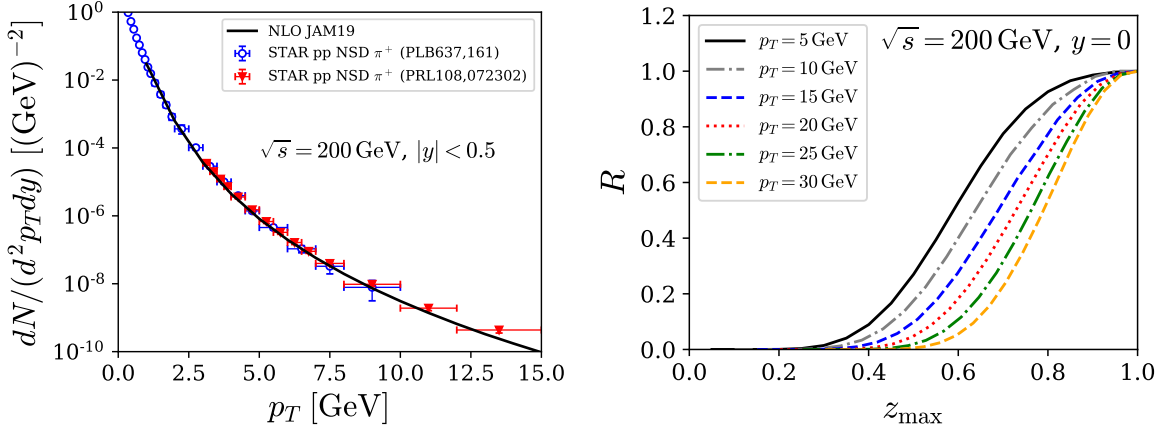 dN/(d²p_T dy) [(GeV)⁻²]
10⁰
10⁻²
10⁻⁴
10⁻⁶
10⁻⁸
10⁻¹⁰
NLO JAM19
STAR pp NSD π⁺ (PLB637,161)
STAR pp NSD π⁺ (PRL108,072302)
√s = 200 GeV, |y| < 0.5
0.0 2.5 5.0 7.5 10.0 12.5 15.0
p_T [GeV]
R
1.2
1.0
0.8
0.6
0.4
0.2
0.0
p_T = 5 GeV
p_T = 10 GeV
p_T = 15 GeV
p_T = 20 GeV
p_T = 25 GeV
p_T = 30 GeV
√s = 200 GeV, y = 0
0.0 0.2 0.4 0.6 0.8 1.0
z_max